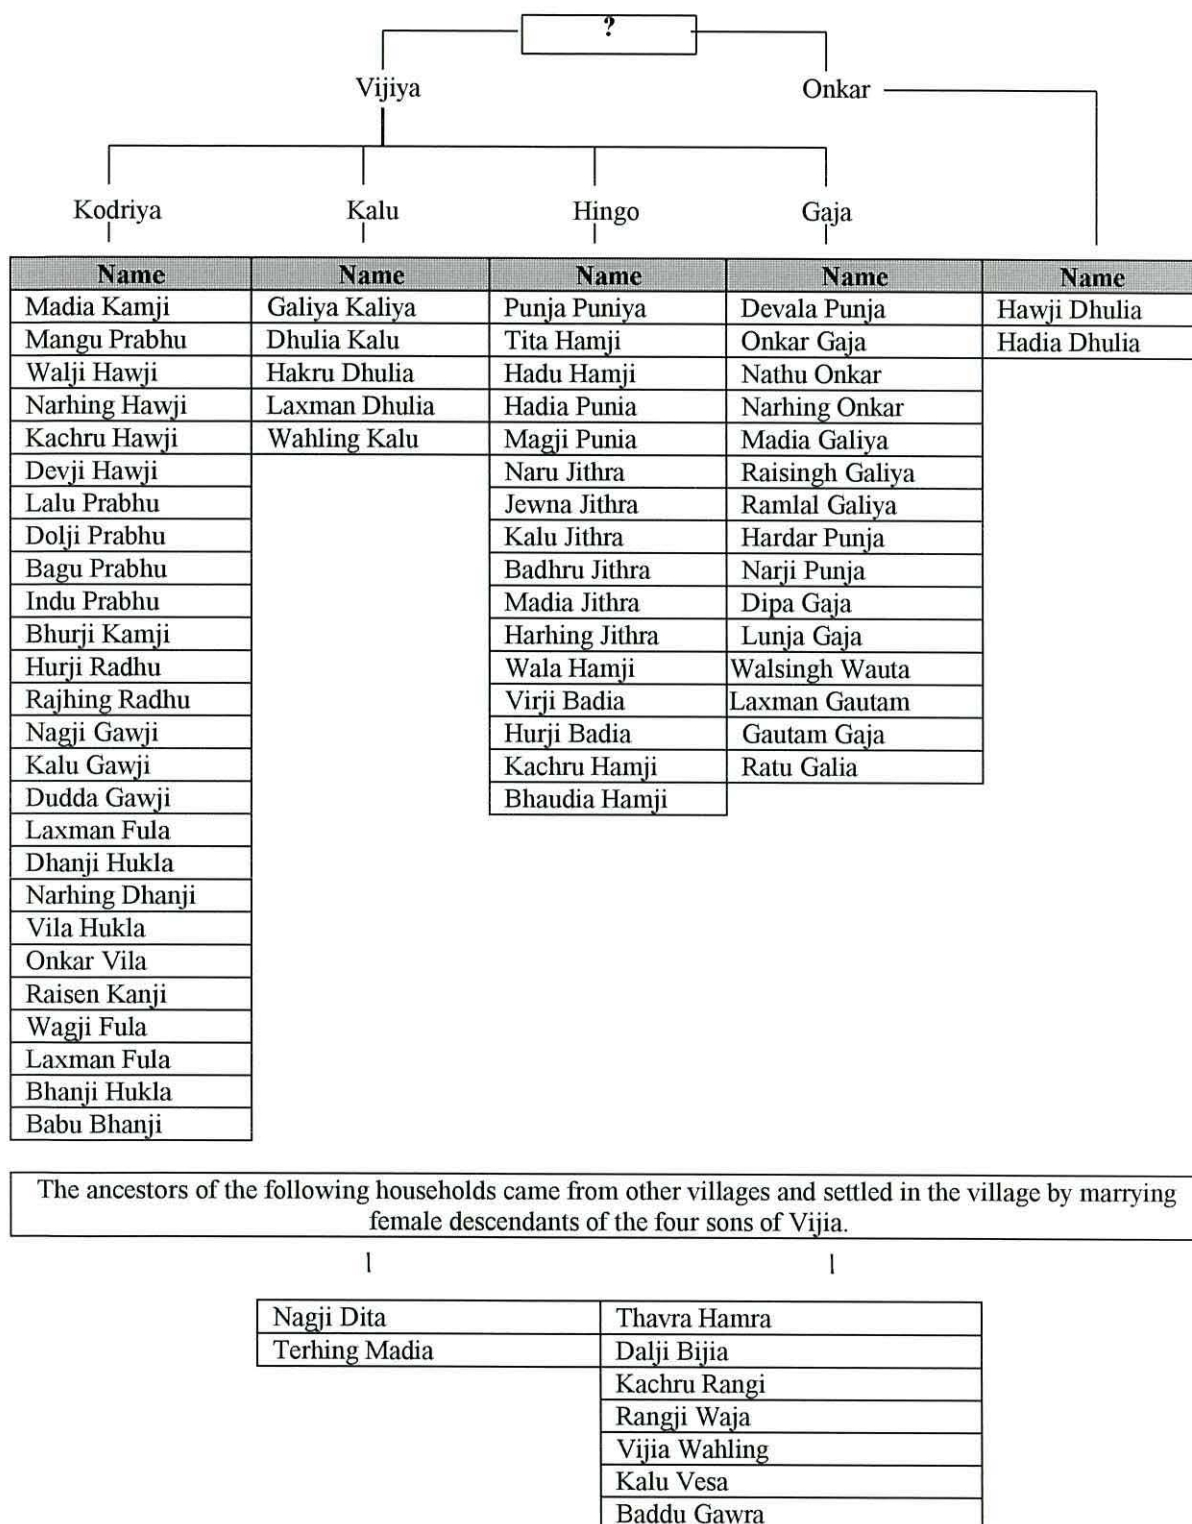 ?
Vijiya Onkar
Kodriya Kalu Hingo Gaja
Name Name Name Name Name
Madia Kamji Galiya Kaliya Punja Puniya Devala Punja Hawji Dhulia
Mangu Prabhu Dhulia Kalu Tita Hamji Onkar Gaja Hadia Dhulia
Walji Hawji Hakru Dhulia Hadu Hamji Nathu Onkar
Narhing Hawji Laxman Dhulia Hadia Punia Narhing Onkar
Kachru Hawji Wahling Kalu Magji Punia Madia Galiya
Devji Hawji Naru Jithra Raisingh Galiya
Lalu Prabhu Jewna Jithra Ramlal Galiya
Dolji Prabhu Kalu Jithra Hardar Punja
Bagu Prabhu Badhru Jithra Narji Punja
Indu Prabhu Madia Jithra Dipa Gaja
Bhurji Kamji Harhing Jithra Lunja Gaja
Hurji Radhu Wala Hamji Walsingh Wauta
Rajhing Radhu Virji Badia Laxman Gautam
Nagji Gawji Hurji Badia Gautam Gaja
Kalu Gawji Kachru Hamji Ratu Galia
Dudda Gawji Bhaudia Hamji
Laxman Fula
Dhanji Hukla
Narhing Dhanji
Vila Hukla
Onkar Vila
Raisen Kanji
Wagji Fula
Laxman Fula
Bhanji Hukla
Babu Bhanji
The ancestors of the following households came from other villages and settled in the village by marrying
female descendants of the four sons of Vijia.
Nagji Dita Thavra Hamra
Terhing Madia Dalji Bijia
Kachru Rangi
Rangji Waja
Vijia Wahling
Kalu Vesa
Baddu Gawra